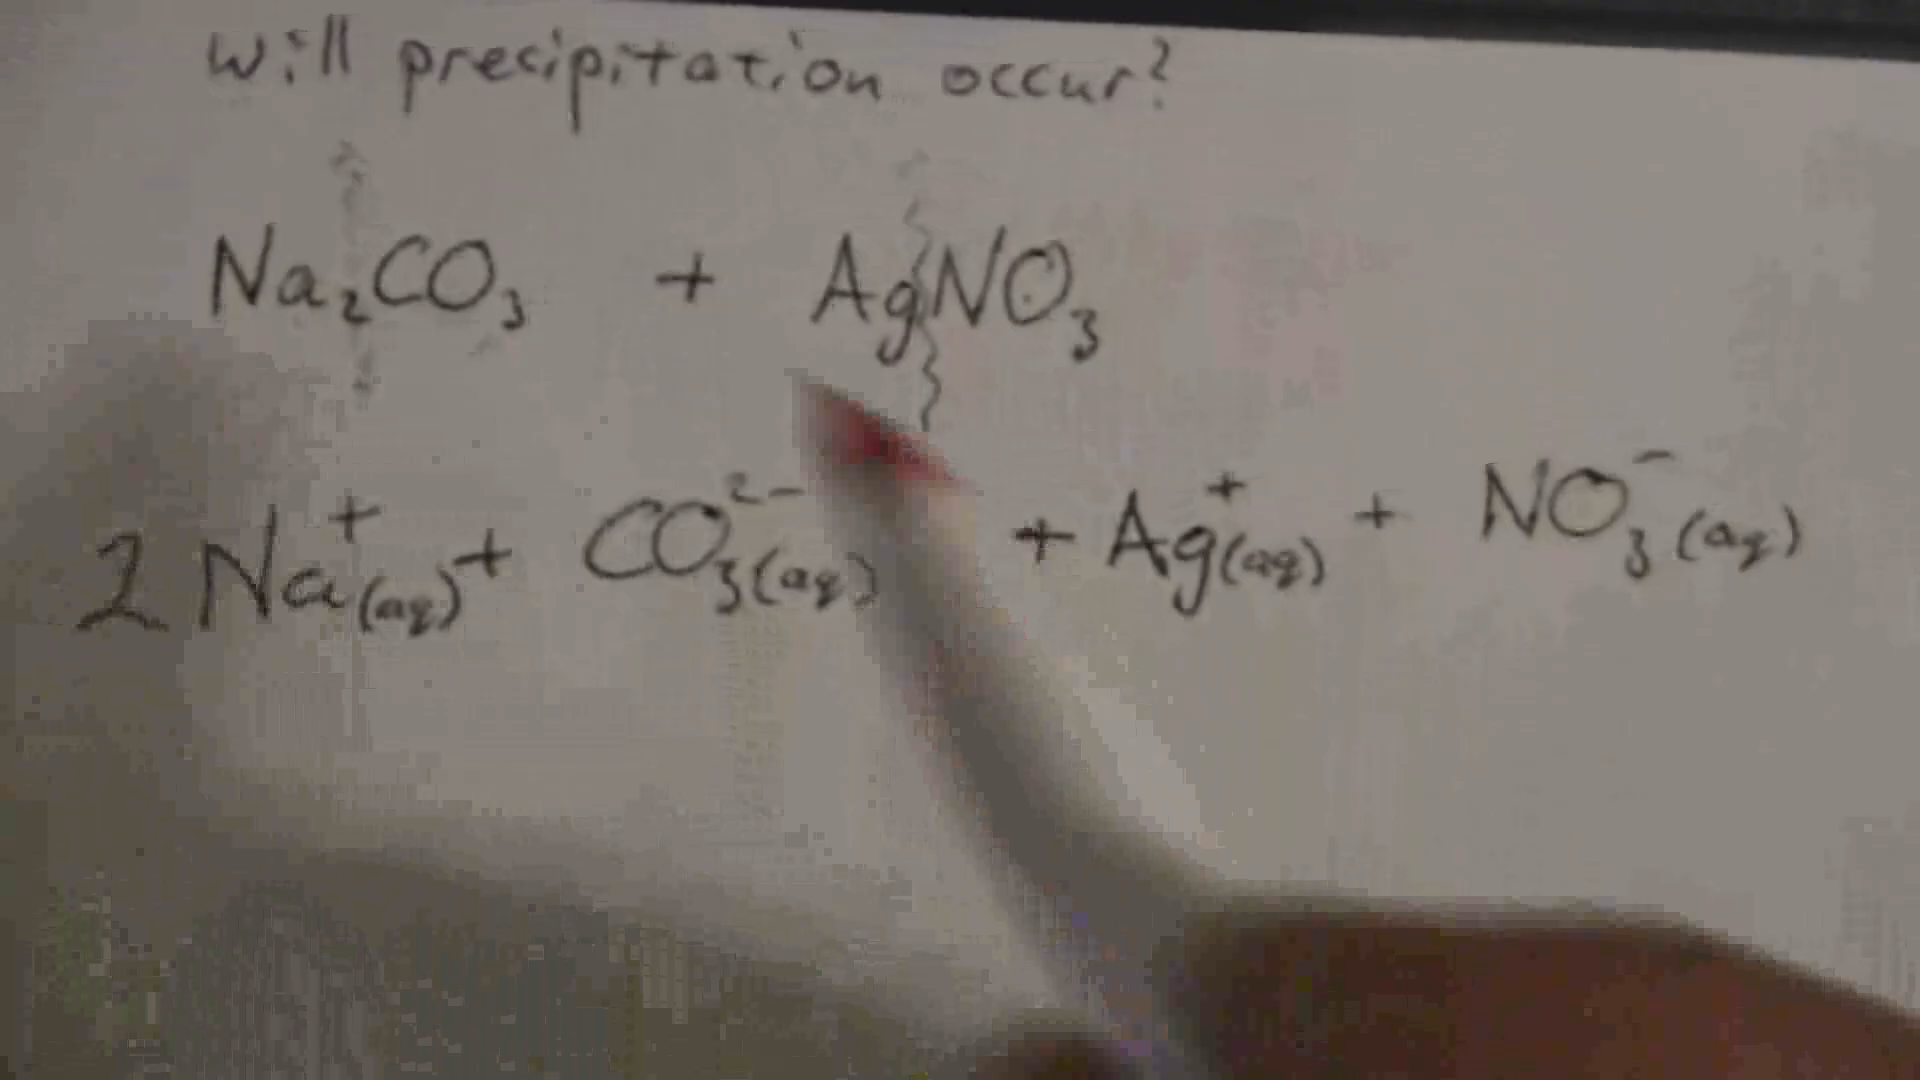 will precipitation occur?
Na₂CO₃ + AgNO₃
2 Na⁺(aq) + CO₃²⁻(aq) + Ag⁺(aq) + NO₃⁻(aq)